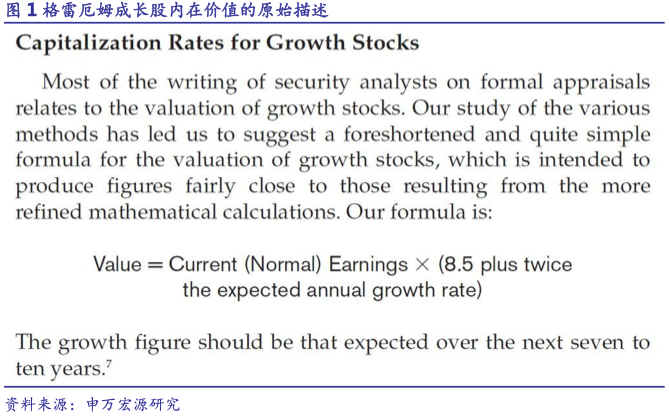 图 1 格雷厄姆成长股内在价值的原始描述
Capitalization Rates for Growth Stocks
Most of the writing of security analysts on formal appraisals
relates to the valuation of growth stocks. Our study of the various
methods has led us to suggest a foreshortened and quite simple
formula for the valuation of growth stocks, which is intended to
produce figures fairly close to those resulting from the more
refined mathematical calculations. Our formula is:
Value = Current (Normal) Earnings × (8.5 plus twice
the expected annual growth rate)
The growth figure should be that expected over the next seven to
ten years.⁷
资料来源：申万宏源研究